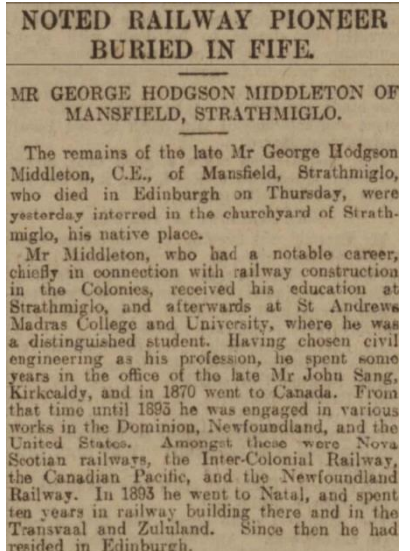 NOTED RAILWAY PIONEER
BURIED IN FIFE.
MR GEORGE HODGSON MIDDLETON OF
MANSFIELD, STRATHMIGLO.
The remains of the late Mr George Hodgson
Middleton, C.E., of Mansfield, Strathmiglo,
who died in Edinburgh on Thursday, were
yesterday interred in the churchyard of Strath-
miglo, his native place.
Mr Middleton, who had a notable career,
chiefly in connection with railway construction
in the Colonies, received his education at
Strathmiglo, and afterwards at St Andrews
Madras College and University, where he was
a distinguished student. Having chosen civil
engineering as his profession, he spent some
years in the office of the late Mr John Sang,
Kirkcaldy, and in 1870 went to Canada. From
that time until 1893 he was engaged in various
works in the Dominion, Newfoundland, and the
United States. Amongst these were Nova
Scotian railways, the Inter-Colonial Railway,
the Canadian Pacific, and the Newfoundland
Railway. In 1893 he went to Natal, and spent
ten years in railway building there and in the
Transvaal and Zululand. Since then he had
resided in Edinburgh.